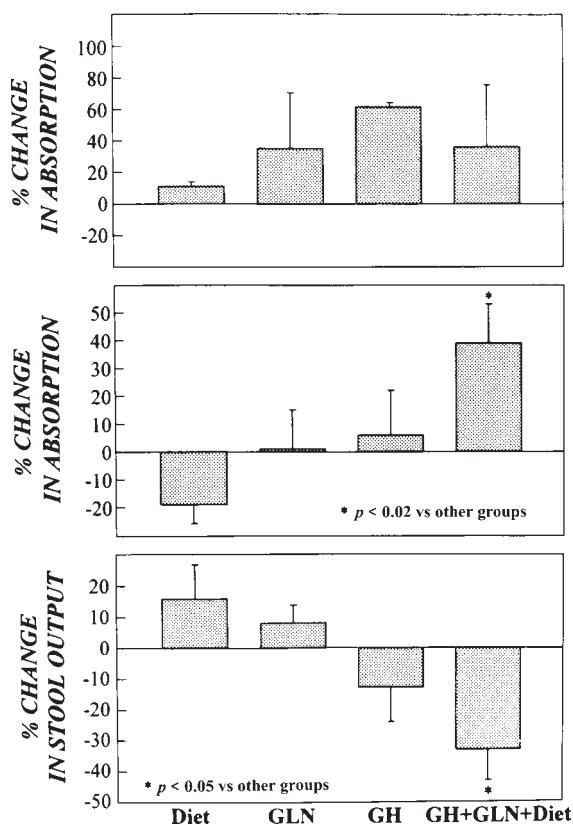 % CHANGE
IN ABSORPTION
100
80
60
40
20
0
-20
% CHANGE
IN ABSORPTION
50
40
30
20
10
0
-10
-20
*
* p < 0.02 vs other groups
% CHANGE
IN STOOL OUTPUT
20
10
0
-10
-20
-30
-40
-50
* p < 0.05 vs other groups
*
Diet GLN GH GH+GLN+Diet